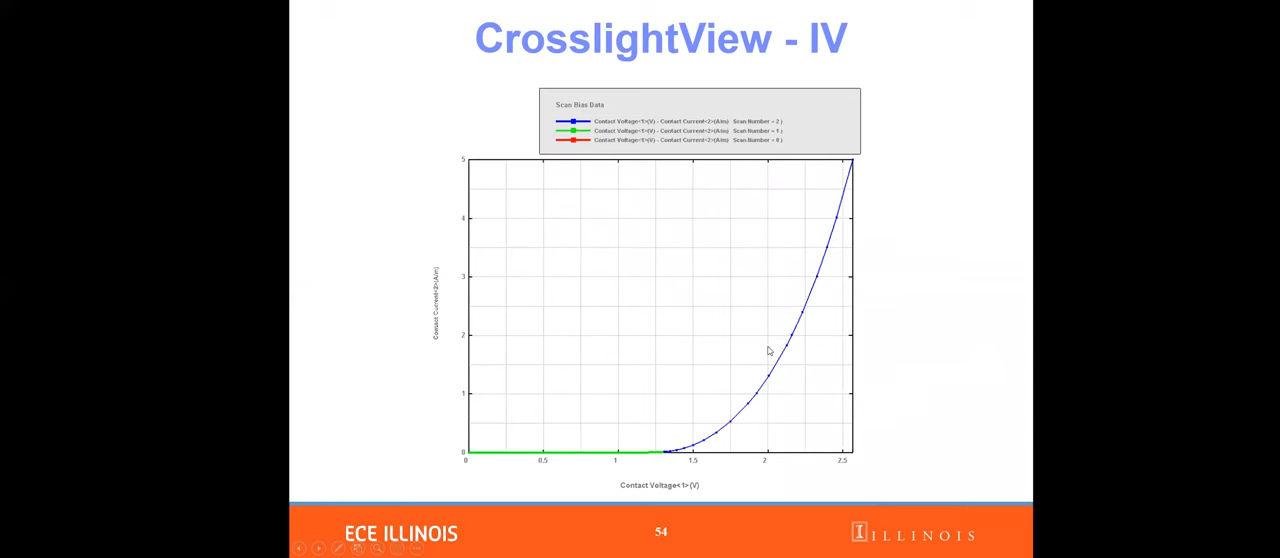 CrosslightView - IV
Scan Bias Data
Contact Voltage<1>(V) - Contact Current<2>(A/m) Scan Number = 2 )
Contact Voltage<1>(V) - Contact Current<2>(A/m) Scan Number = 1 )
Contact Voltage<1>(V) - Contact Current<2>(A/m) Scan Number = 0 )
5
4
3
2
1
0
Contact Current<2>(A/m)
0 0.5 1 1.5 2 2.5
Contact Voltage<1>(V)
ECE ILLINOIS
54
I ILLINOIS